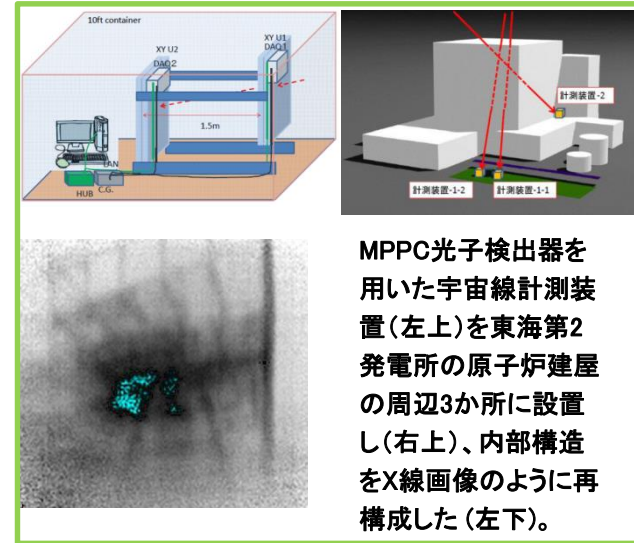 10ft container
XY U2
DAQ2
XY U1
DAQ1
1.5m
LAN
HUB
C.G.
計測装置-2
計測装置-1-2
計測装置-1-1
MPPC光子検出器を
用いた宇宙線計測装
置(左上)を東海第2
発電所の原子炉建屋
の周辺3か所に設置
し(右上)、内部構造
をX線画像のように再
構成した(左下)。